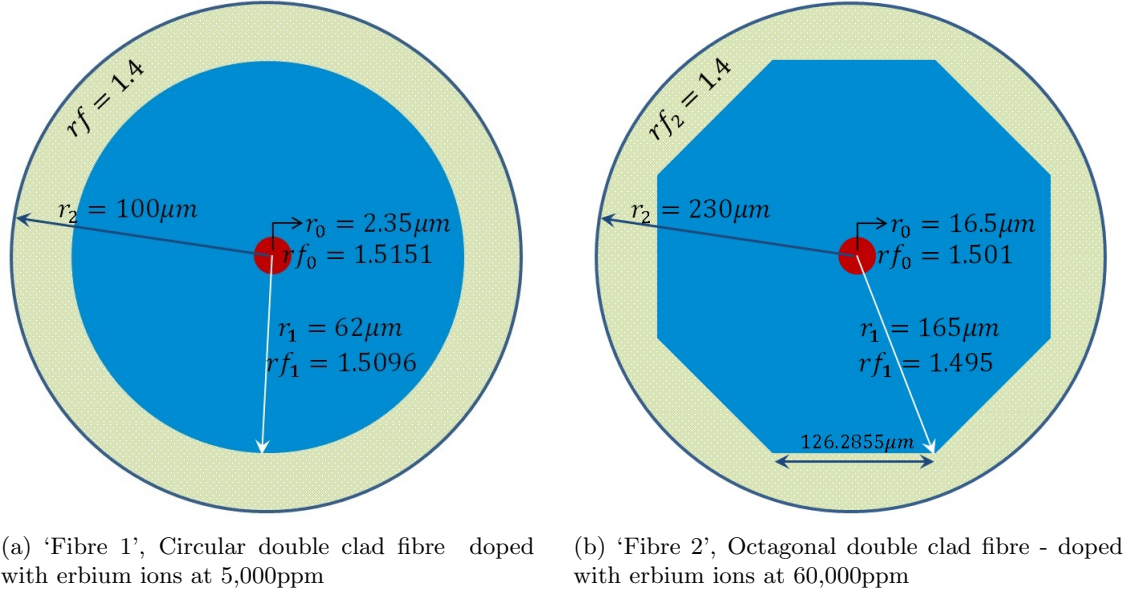 rf = 1.4
r₂ = 100μm
r₀ = 2.35μm
rf₀ = 1.5151
r₁ = 62μm
rf₁ = 1.5096
rf₂ = 1.4
r₂ = 230μm
r₀ = 16.5μm
rf₀ = 1.501
r₁ = 165μm
rf₁ = 1.495
126.2855μm
(a) ‘Fibre 1’, Circular double clad fibre doped
with erbium ions at 5,000ppm
(b) ‘Fibre 2’, Octagonal double clad fibre - doped
with erbium ions at 60,000ppm